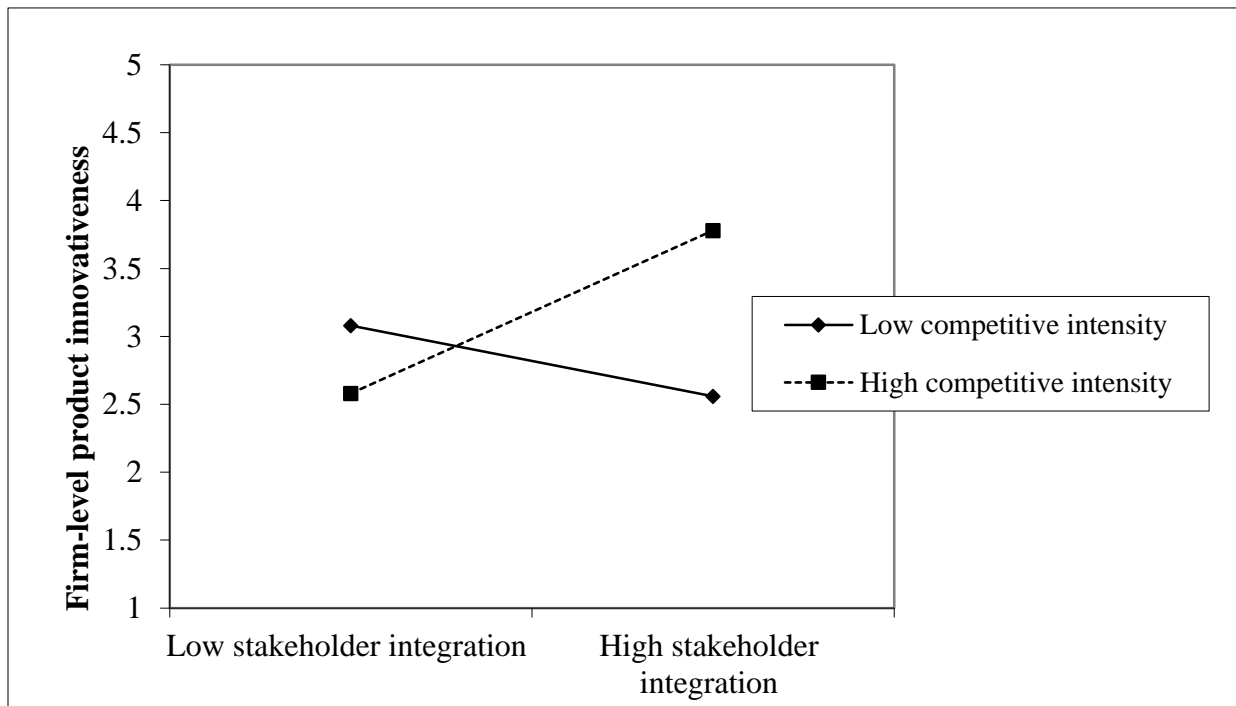 Firm-level product innovativeness
5
4.5
4
3.5
3
2.5
2
1.5
1
Low stakeholder integration
High stakeholder
integration
Low competitive intensity
High competitive intensity